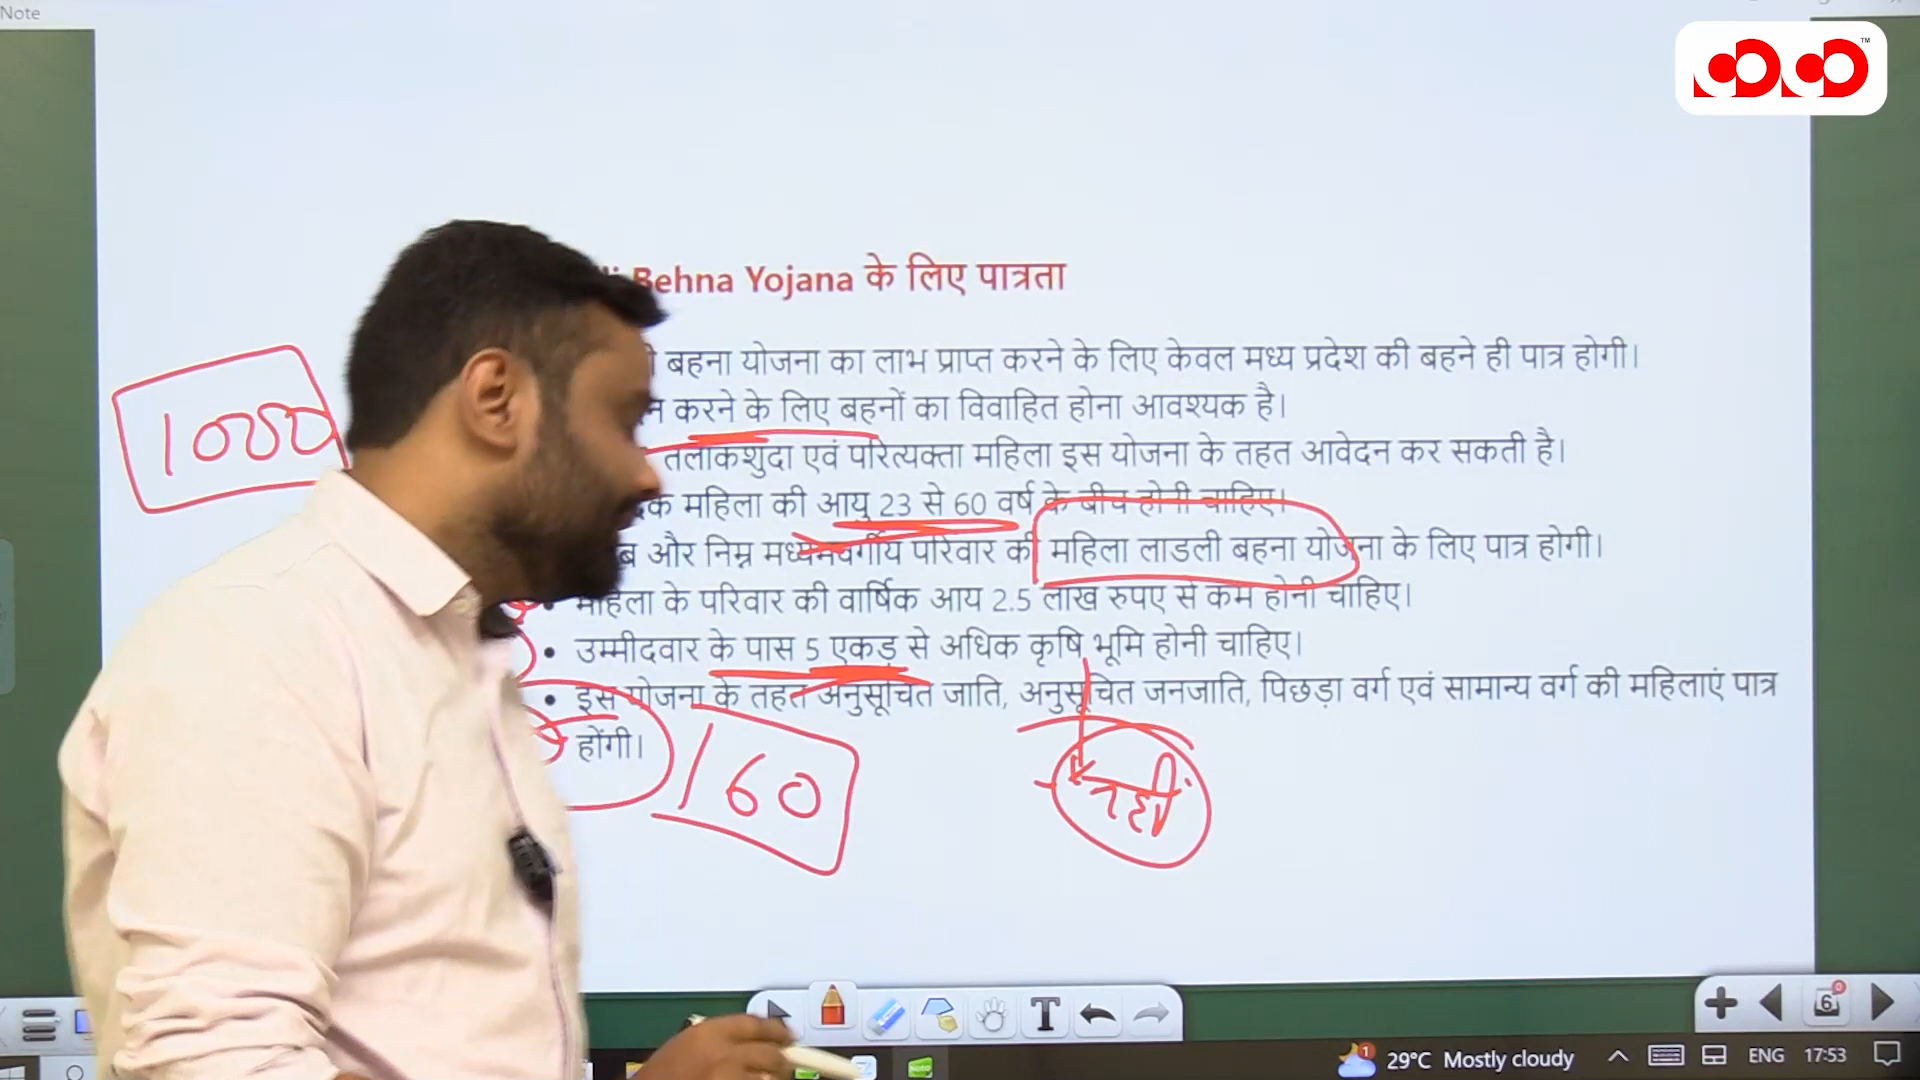 Note
Behna Yojana के लिए पात्रता
बहना योजना का लाभ प्राप्त करने के लिए केवल मध्य प्रदेश की बहने ही पात्र होगी।
करने के लिए बहनों का विवाहित होना आवश्यक है।
तलाकशुदा एवं परित्यक्ता महिला इस योजना के तहत आवेदन कर सकती है।
महिला की आयु 23 से 60 वर्ष के बीच होनी चाहिए।
और निम्न मध्यमवर्गीय परिवार की महिला लाडली बहना योजना के लिए पात्र होगी।
• महिला के परिवार की वार्षिक आय 2.5 लाख रुपए से कम होनी चाहिए।
• उम्मीदवार के पास 5 एकड़ से अधिक कृषि भूमि होनी चाहिए।
• इस योजना के तहत अनुसूचित जाति, अनुसूचित जनजाति, पिछड़ा वर्ग एवं सामान्य वर्ग की महिलाएं पात्र
होंगी।
1000
160
नहीं
T
6
29°C Mostly cloudy
ENG
17:53